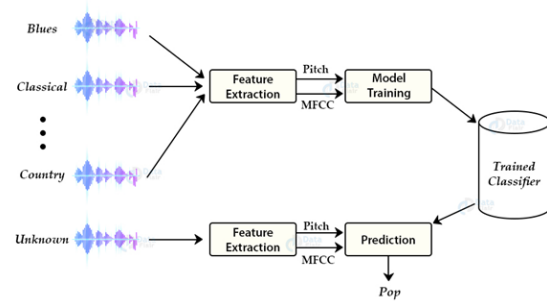 Blues
Classical
Country
Unknown
Feature
Extraction
Pitch
MFCC
Model
Training
Trained
Classifier
Feature
Extraction
Pitch
MFCC
Prediction
Pop